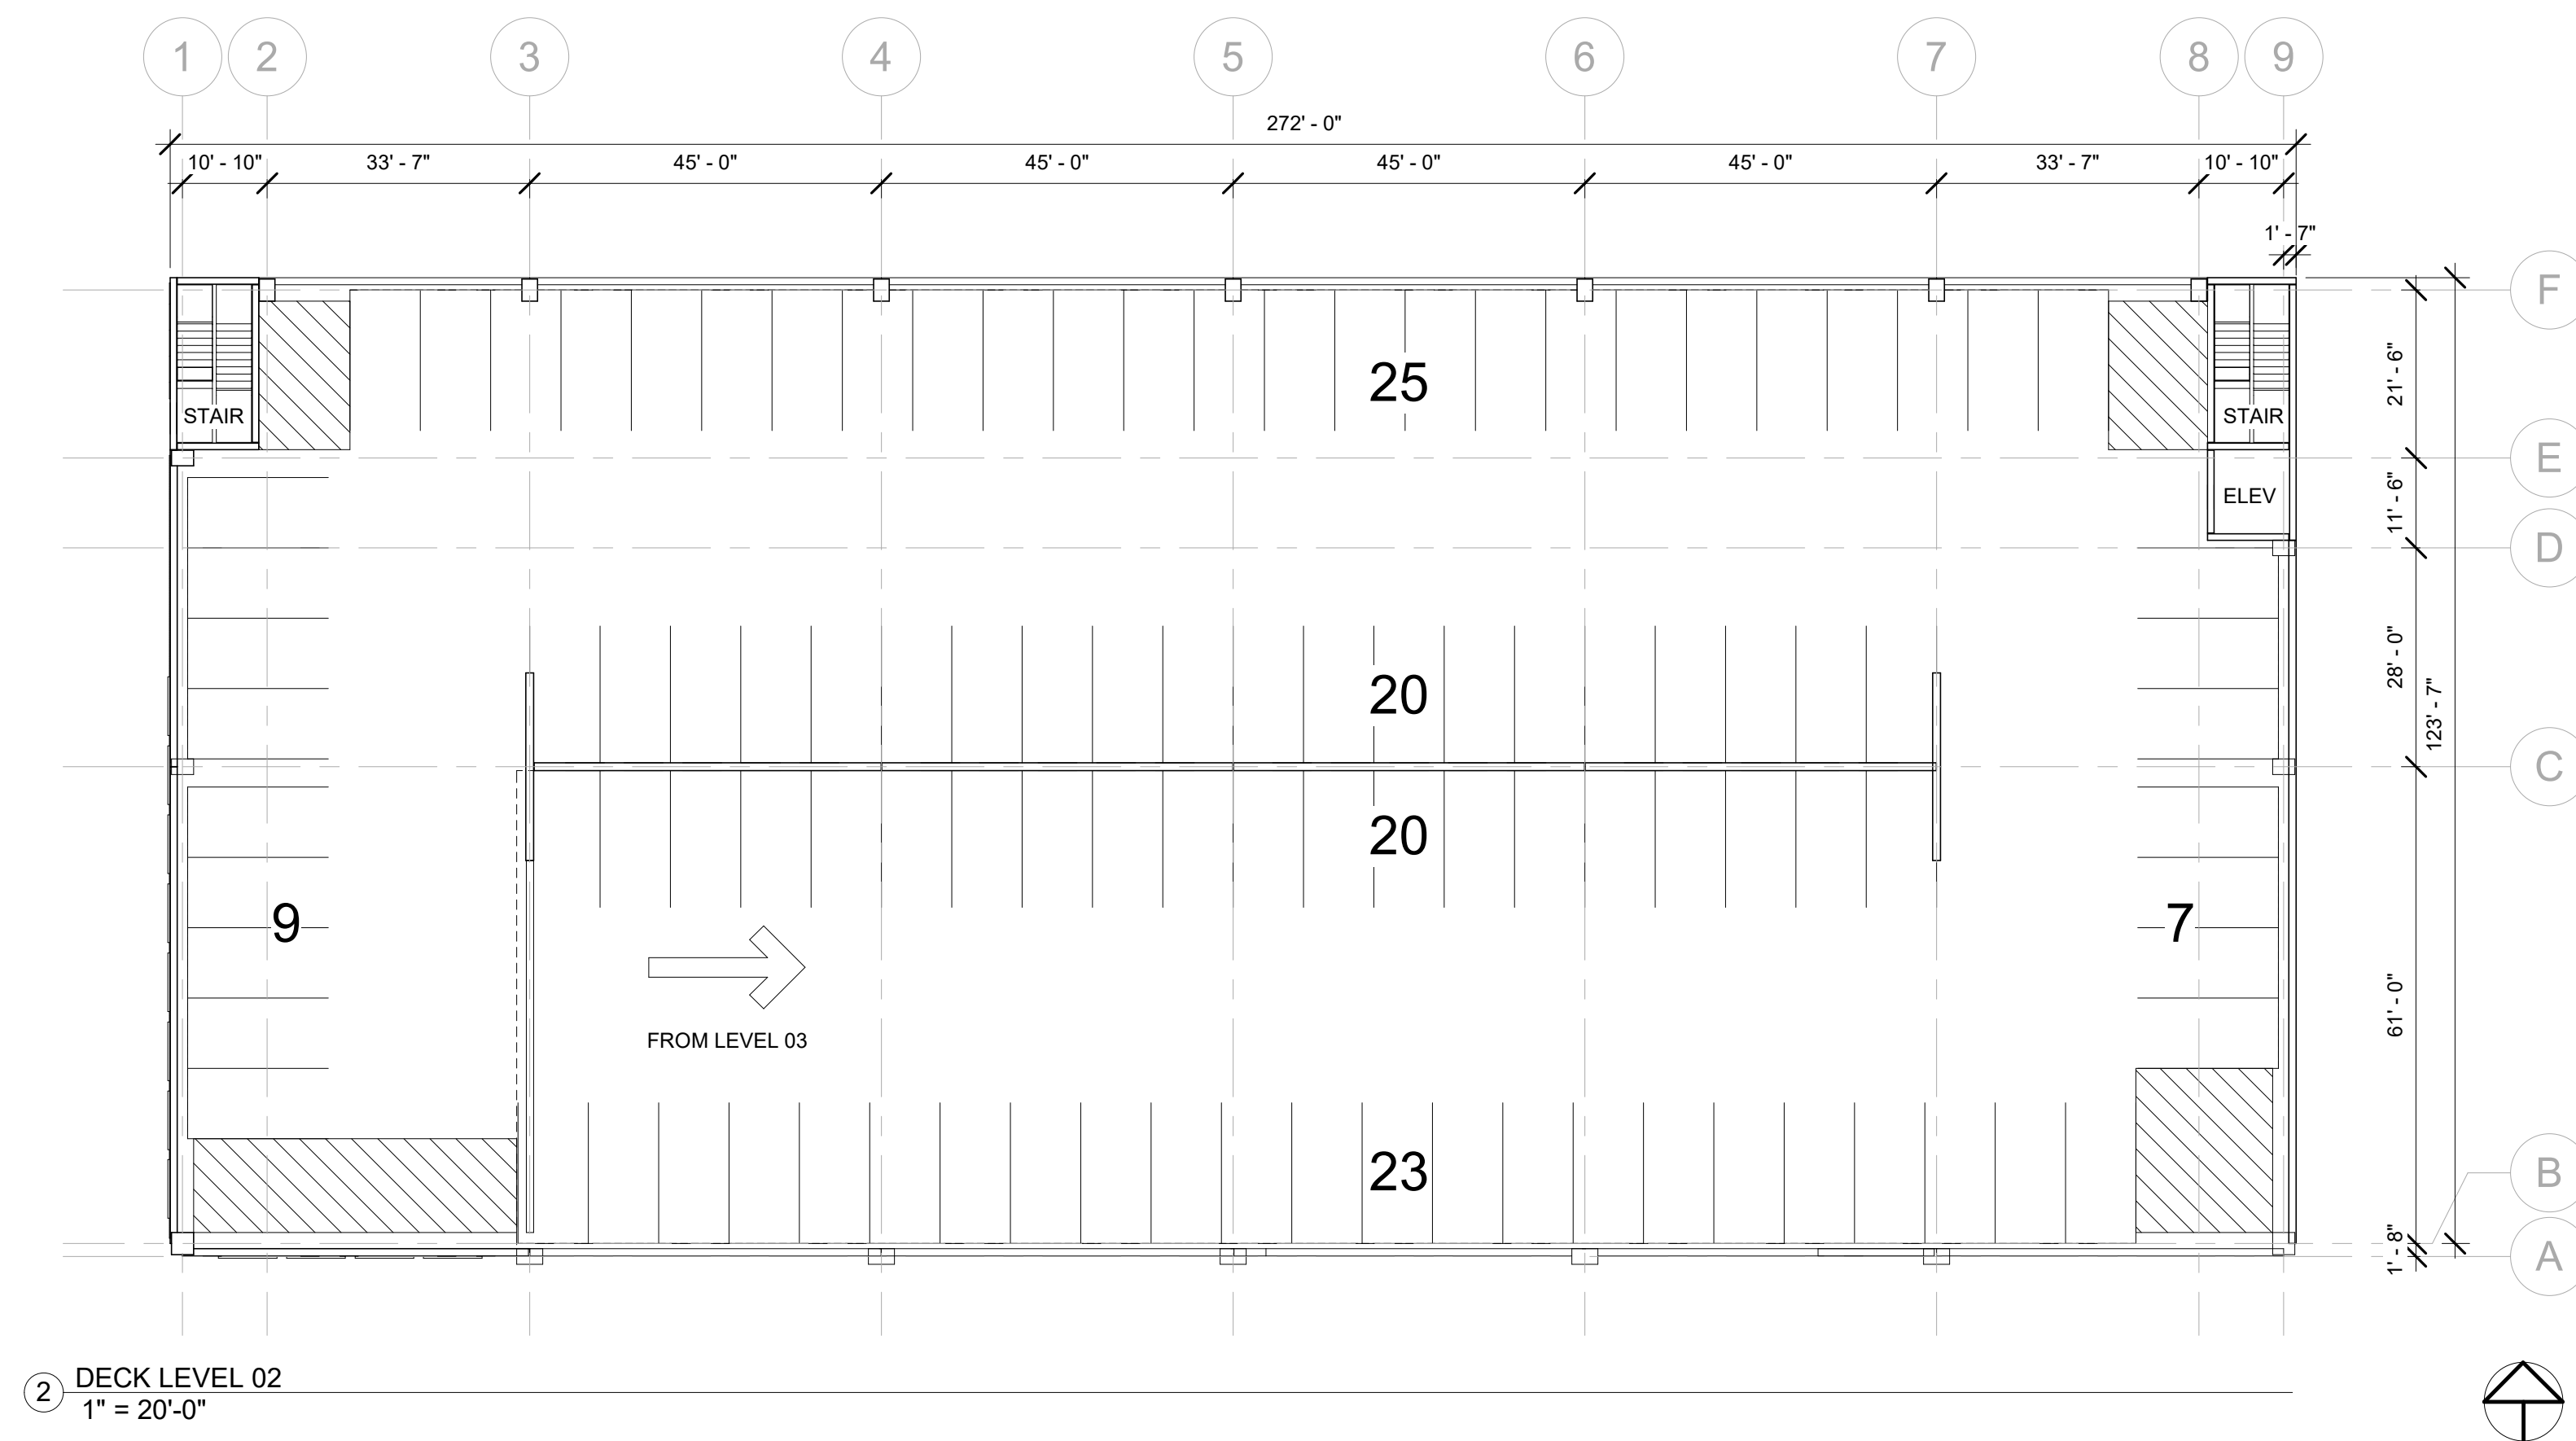 1 2 3 4 5 6 7 8 9
272' - 0"
10' - 10" 33' - 7" 45' - 0" 45' - 0" 45' - 0" 45' - 0" 33' - 7" 10' - 10"
1' - 7"
F
21' - 6"
25
STAIR
STAIR
E
11' - 6"
ELEV
D
28' - 0"
20
123' - 7"
C
20
9
7
61' - 0"
FROM LEVEL 03
23
B
1' - 8"
A
2
DECK LEVEL 02
1" = 20'-0"